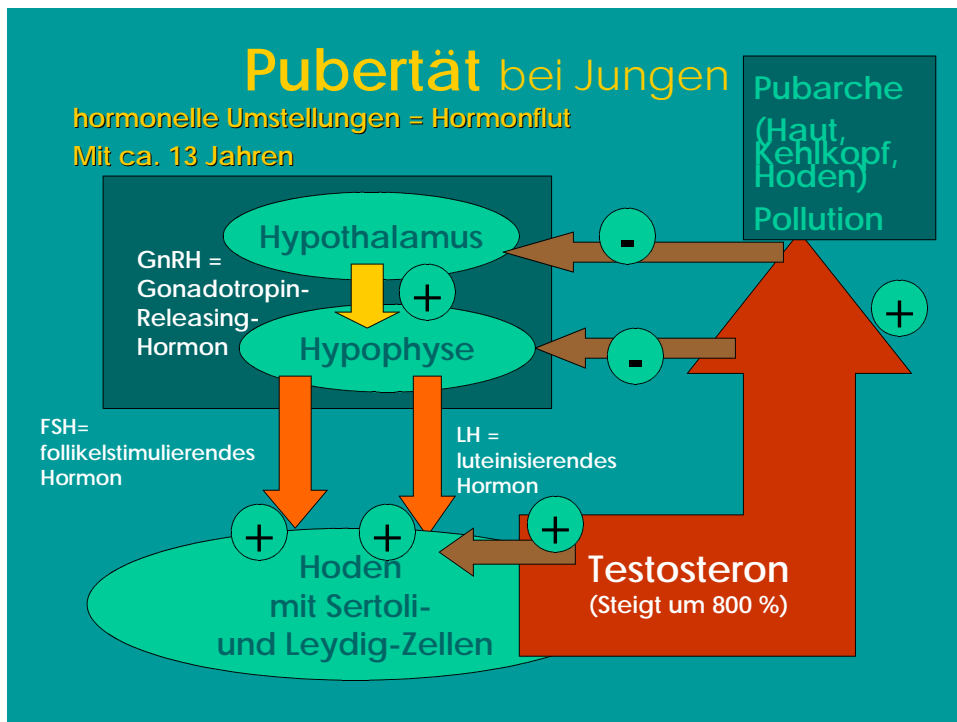 Pubertät bei Jungen
hormonelle Umstellungen = Hormonflut
Mit ca. 13 Jahren
Pubarche
(Haut,
Kehlkopf,
Hoden)
Pollution
Hypothalamus
-
GnRH =
Gonadotropin-
Releasing-
Hormon
+
+
Hypophyse
-
FSH=
follikelstimulierendes
Hormon
LH =
luteinisierendes
Hormon
+
+
+
Hoden
mit Sertoli-
und Leydig-Zellen
Testosteron
(Steigt um 800 %)